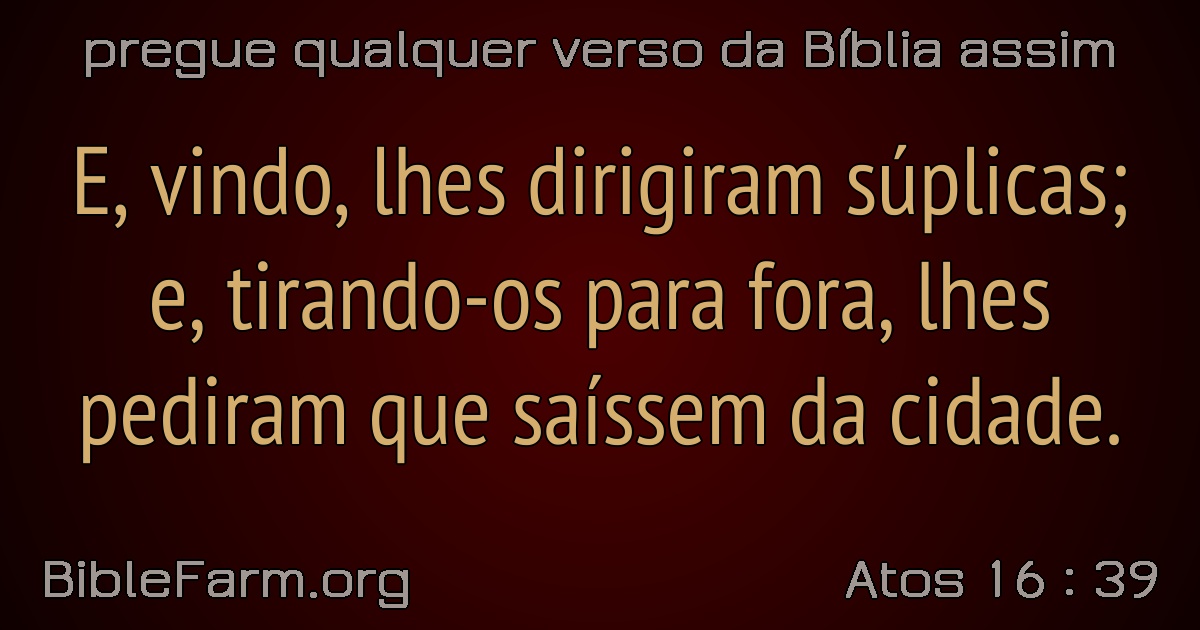 pregue qualquer verso da Bíblia assim
E, vindo, lhes dirigiram súplicas;
e, tirando-os para fora, lhes
pediram que saíssem da cidade.
BibleFarm.org
Atos 16 : 39